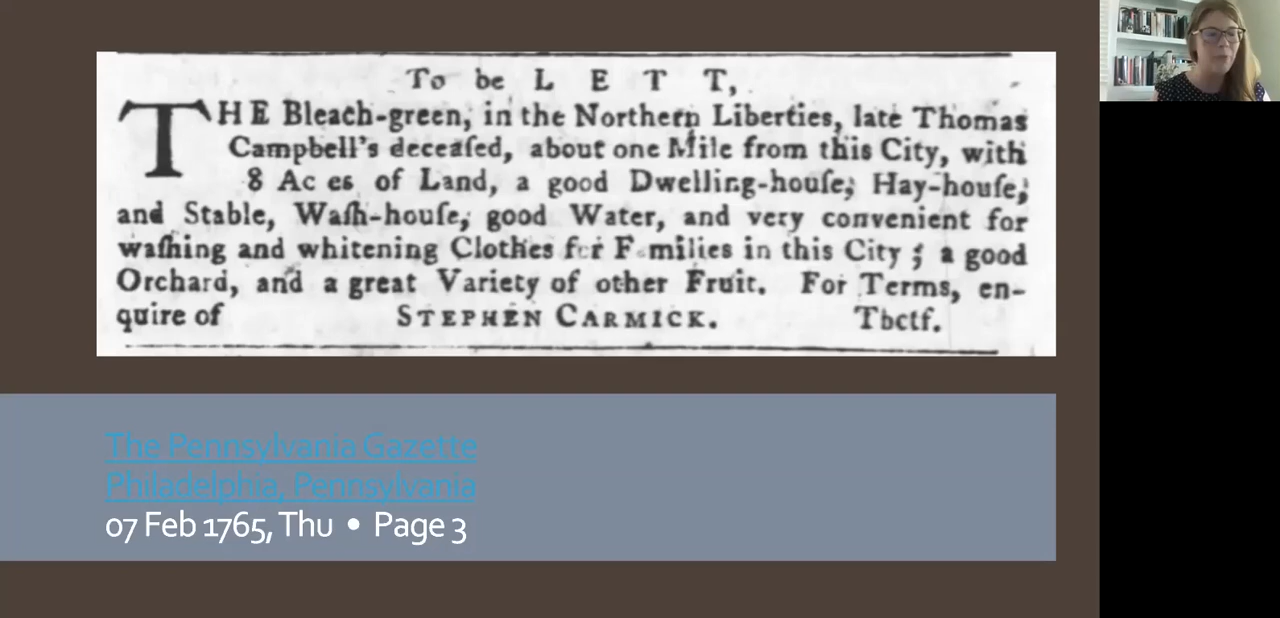 To be L E T T,
THE Bleach-green, in the Northern Liberties, late Thomas
Campbell's deceaſed, about one Mile from this City, with
8 Ac es of Land, a good Dwelling-houſe; Hay-houſe;
and Stable, Waſh-houſe; good Water, and very convenient for
waſhing and whitening Clothes for F milies in this City ; a good
Orchard, and a great Variety of other Fruit. For Terms, en-
quire of STEPHEN CARMICK. Tbctf.
The Pennsylvania Gazette
Philadelphia, Pennsylvania
07 Feb 1765, Thu • Page 3